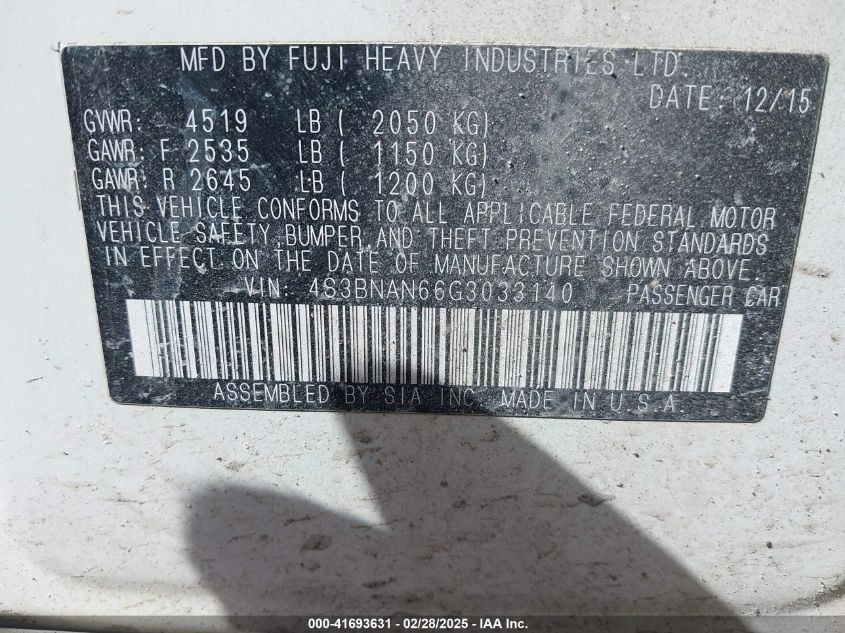 MFD BY FUJI HEAVY INDUSTRIES LTD.
DATE: 12/15
GVWR: 4519 LB ( 2050 KG)
GAWR: F 2535 LB ( 1150 KG)
GAWR: R 2645 LB ( 1200 KG)
THIS VEHICLE CONFORMS TO ALL APPLICABLE FEDERAL MOTOR
VEHICLE SAFETY, BUMPER, AND THEFT PREVENTION STANDARDS
IN EFFECT ON THE DATE OF MANUFACTURE SHOWN ABOVE.
VIN: 4S3BNAN66G3033140 PASSENGER CAR
ASSEMBLED BY SIA INC. MADE IN U.S.A.
000-41693631 / 02/28/2025 - IAA Inc.